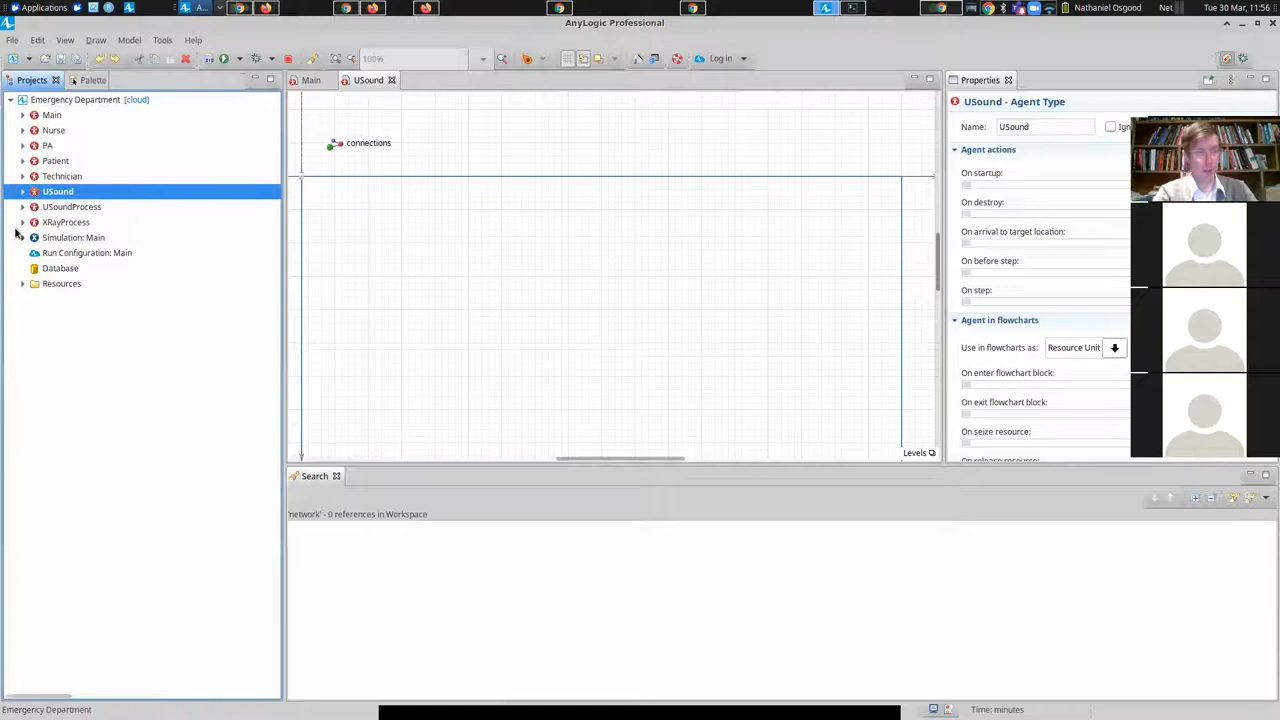 Applications
A...
Nathaniel Osgood
Net
Tue 30 Mar, 11:56
AnyLogic Professional
File Edit View Draw Model Tools Help
100%
Log in
Projects
Palette
Main
USound
Properties
Emergency Department [cloud]
Main
Nurse
PA
Patient
Technician
USound
USoundProcess
XRayProcess
Simulation: Main
Run Configuration: Main
Database
Resources
connections
Levels
USound - Agent Type
Name: USound
Ign
Agent actions
On startup:
On destroy:
On arrival to target location:
On before step:
On step:
Agent in flowcharts
Use in flowcharts as: Resource Unit
On enter flowchart block:
On exit flowchart block:
On seize resource:
On release resource:
Search
'network' - 0 references in Workspace
Emergency Department
Time: minutes